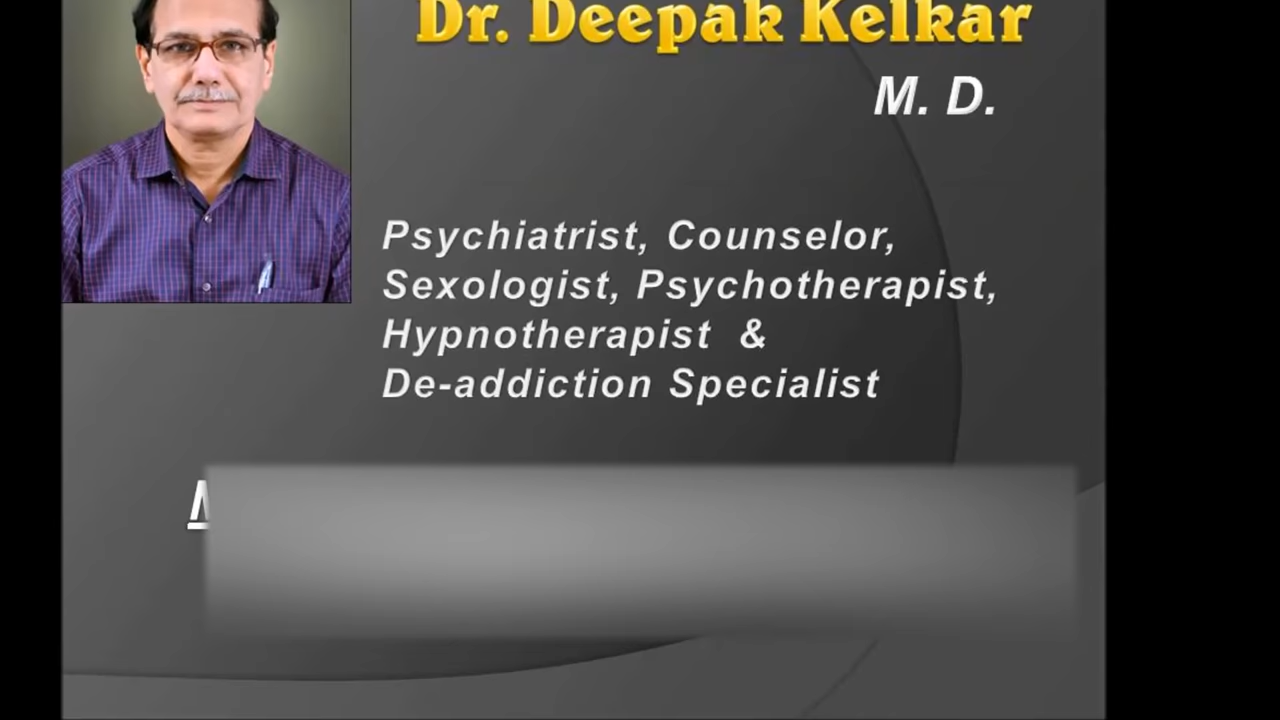 Dr. Deepak Kelkar
M. D.
Psychiatrist, Counselor,
Sexologist, Psychotherapist,
Hypnotherapist &
De-addiction Specialist